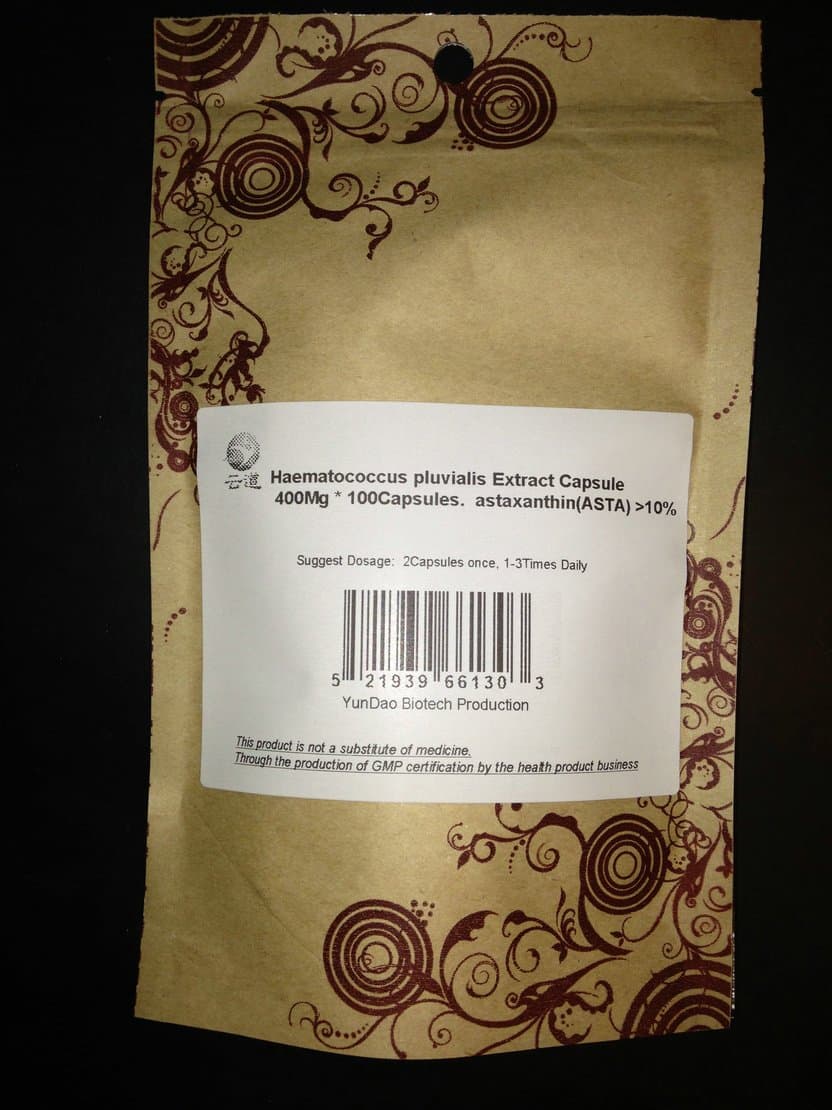 云道
Haematococcus pluvialis Extract Capsule
400Mg * 100Capsules. astaxanthin(ASTA) >10%
Suggest Dosage: 2Capsules once, 1-3Times Daily
5 21939 66130 3
YunDao Biotech Production
This product is not a substitute of medicine.
Through the production of GMP certification by the health product business